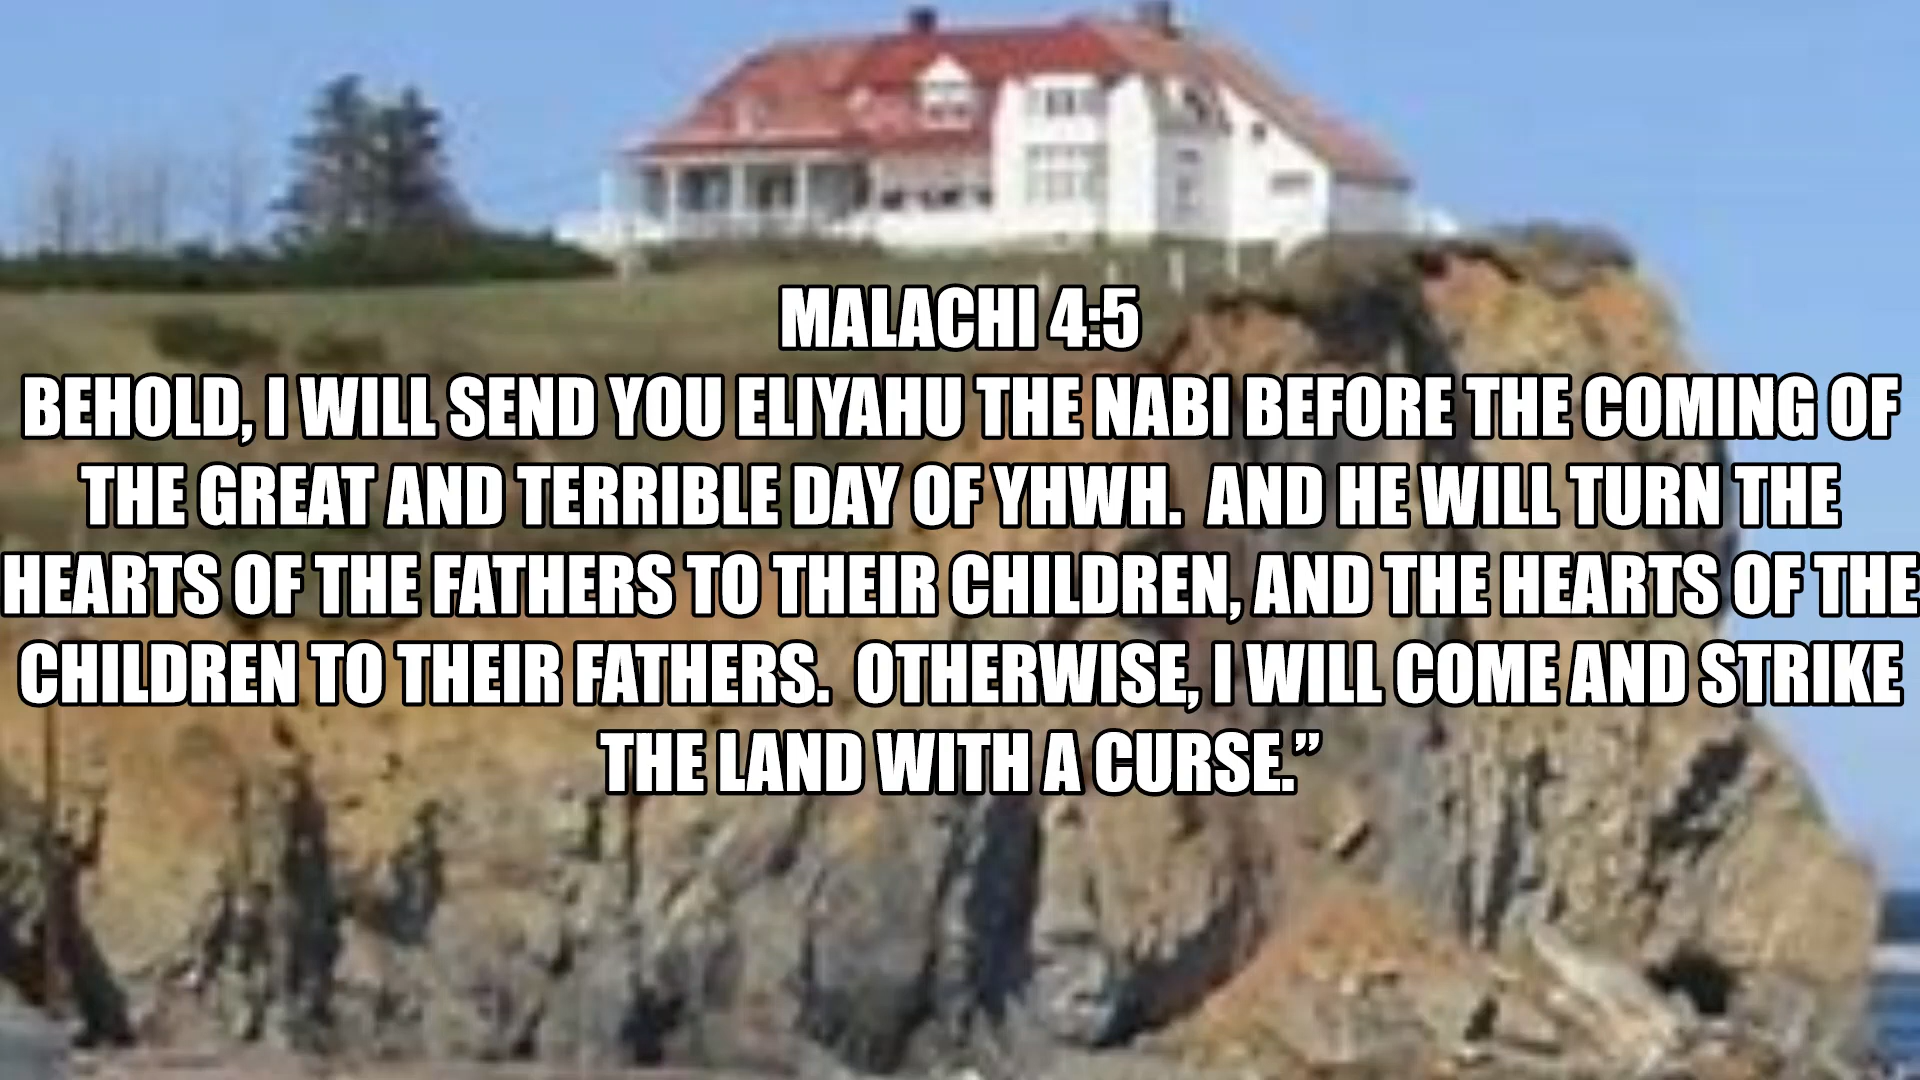 MALACHI 4:5
BEHOLD, I WILL SEND YOU ELIYAHU THE NABI BEFORE THE COMING OF
THE GREAT AND TERRIBLE DAY OF YHWH. AND HE WILL TURN THE
HEARTS OF THE FATHERS TO THEIR CHILDREN, AND THE HEARTS OF THE
CHILDREN TO THEIR FATHERS. OTHERWISE, I WILL COME AND STRIKE
THE LAND WITH A CURSE.”